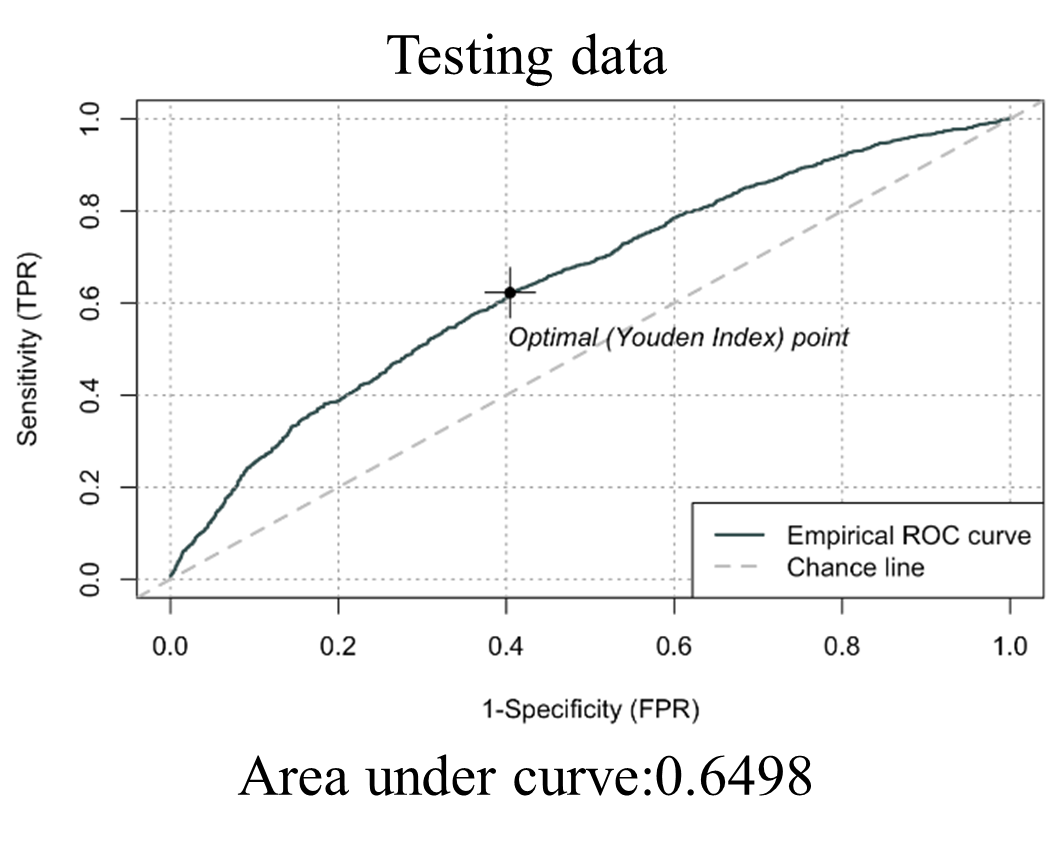 Testing data
Sensitivity (TPR)
1.0
0.8
0.6
0.4
0.2
0.0
Optimal (Youden Index) point
Empirical ROC curve
Chance line
0.0 0.2 0.4 0.6 0.8 1.0
1-Specificity (FPR)
Area under curve:0.6498